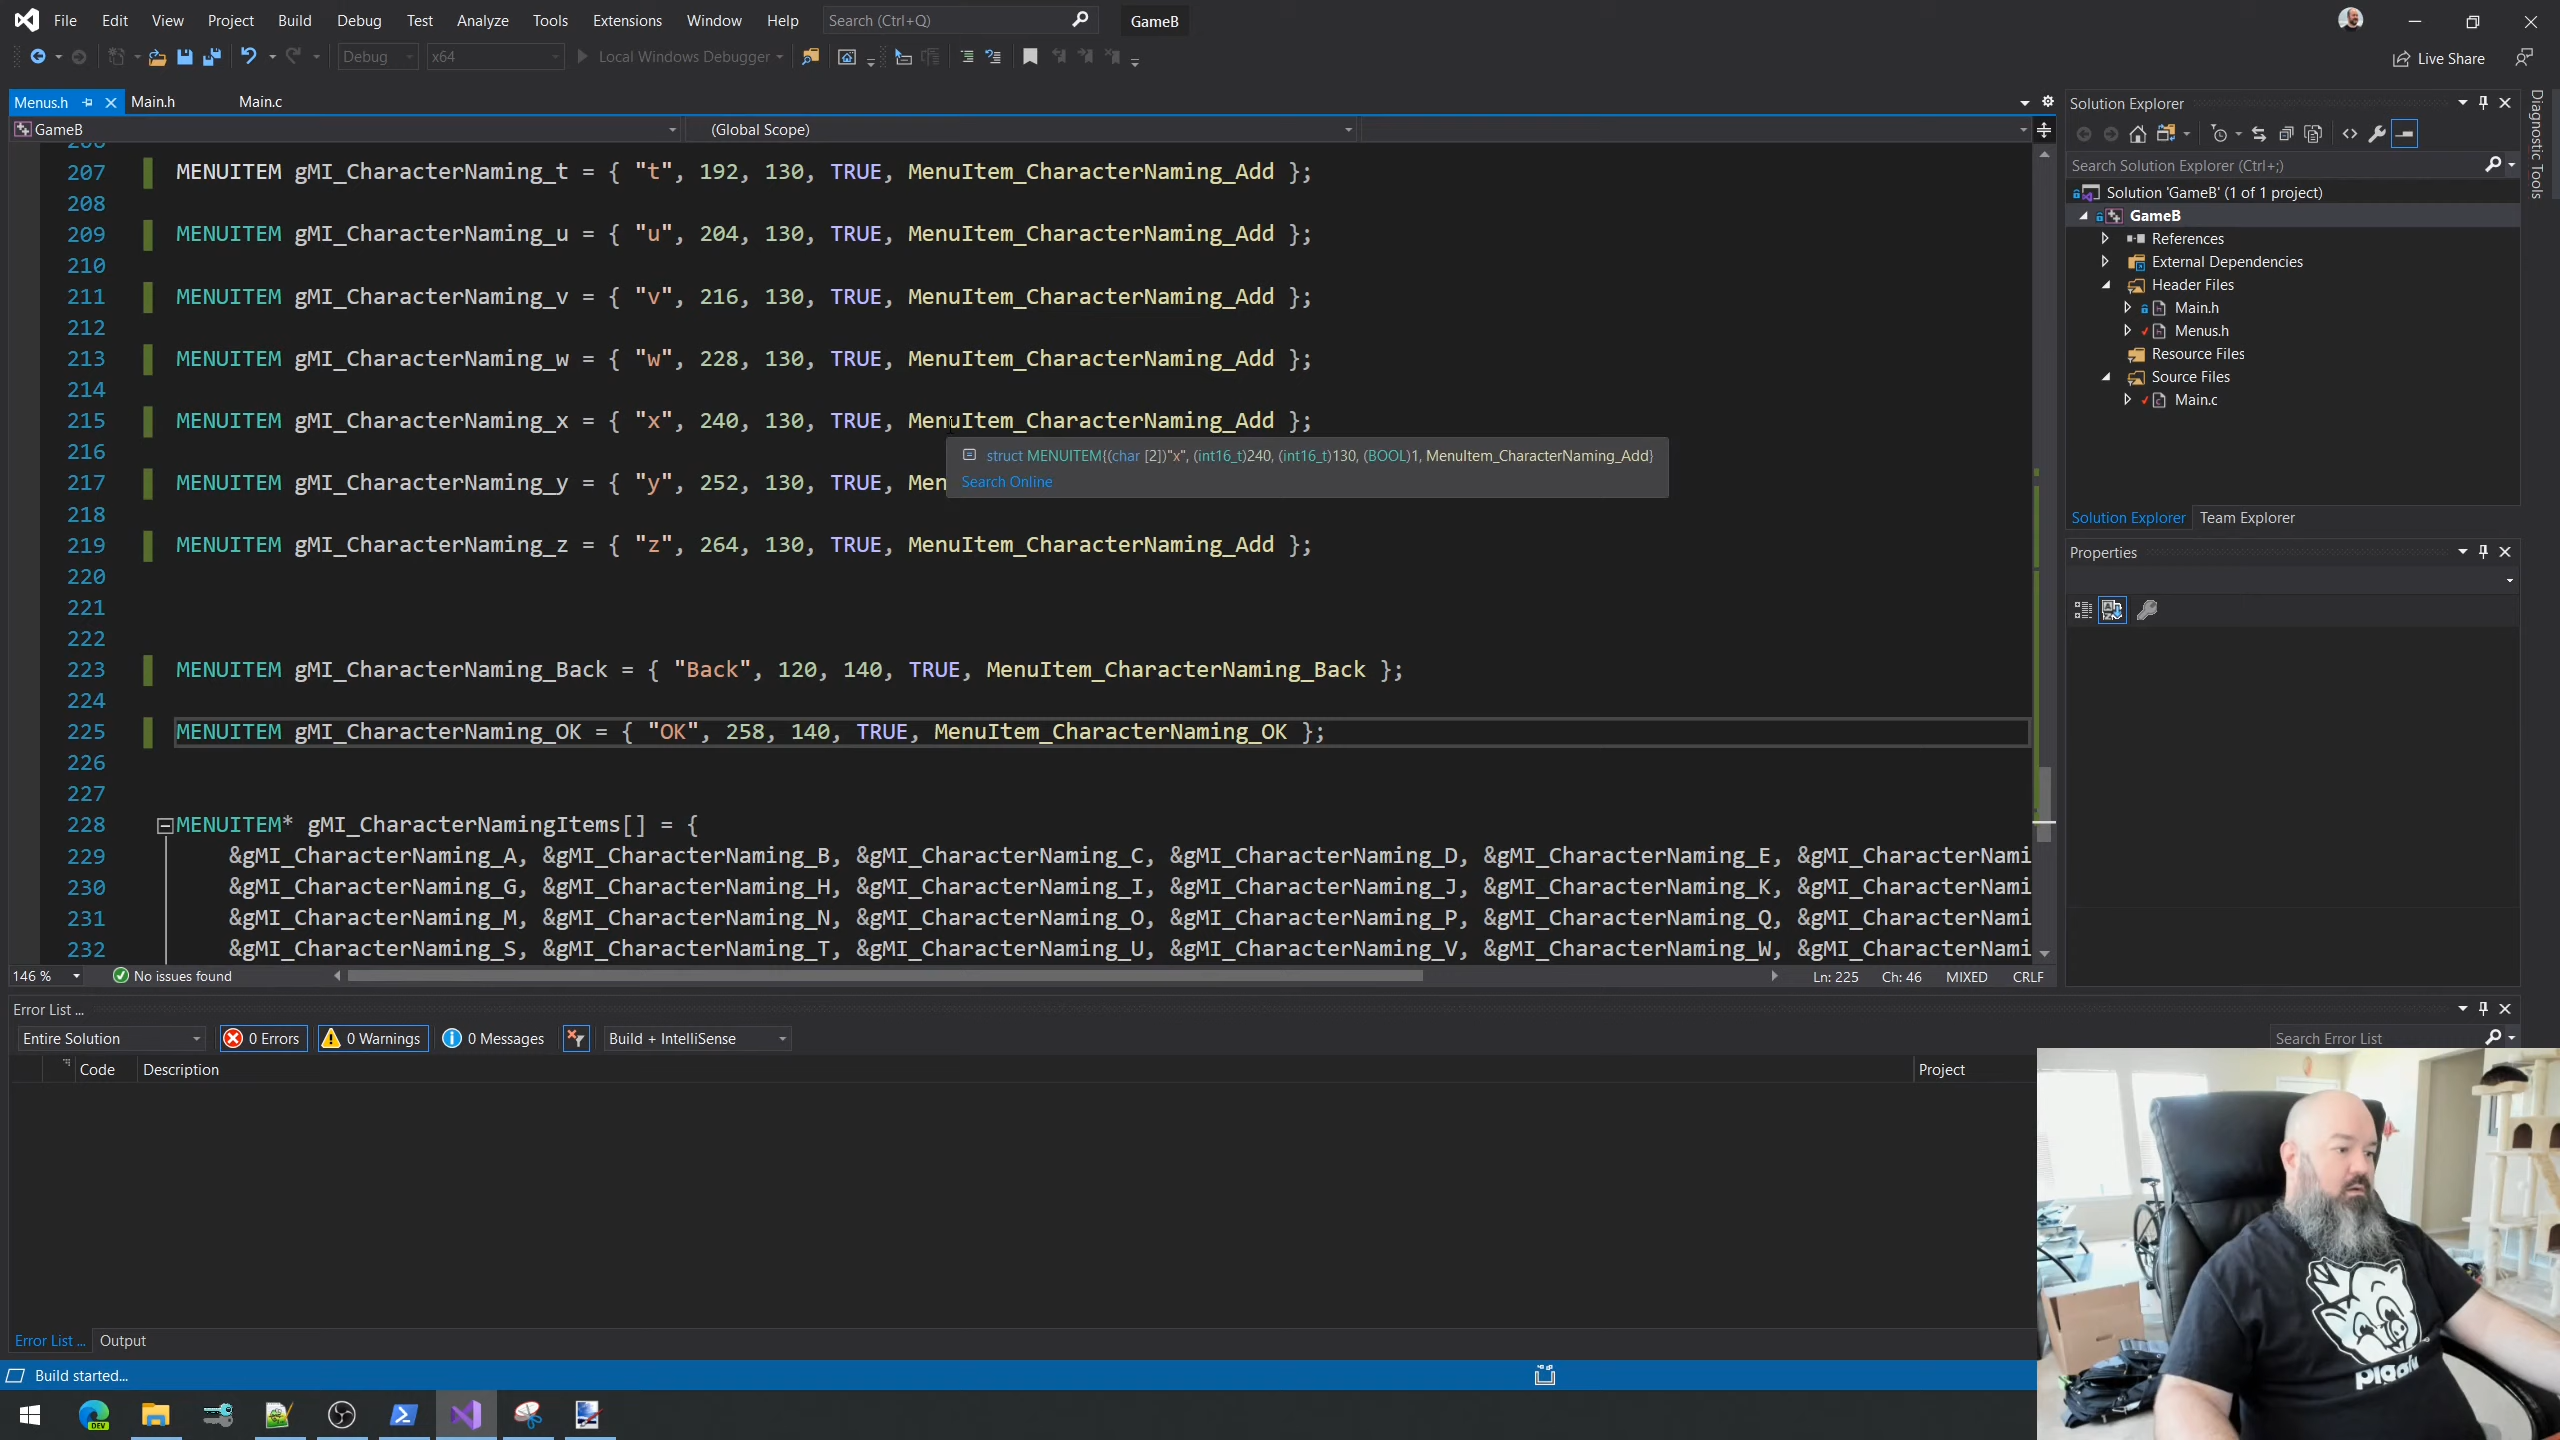 File Edit View Project Build Debug Test Analyze Tools Extensions Window Help Search (Ctrl+Q) GameB
Debug x64 Local Windows Debugger Live Share
Menus.h Main.h Main.c
GameB (Global Scope)
207 MENUITEM gMI_CharacterNaming_t = { "t", 192, 130, TRUE, MenuItem_CharacterNaming_Add };
208
209 MENUITEM gMI_CharacterNaming_u = { "u", 204, 130, TRUE, MenuItem_CharacterNaming_Add };
210
211 MENUITEM gMI_CharacterNaming_v = { "v", 216, 130, TRUE, MenuItem_CharacterNaming_Add };
212
213 MENUITEM gMI_CharacterNaming_w = { "w", 228, 130, TRUE, MenuItem_CharacterNaming_Add };
214
215 MENUITEM gMI_CharacterNaming_x = { "x", 240, 130, TRUE, MenuItem_CharacterNaming_Add };
216
struct MENUITEM{(char [2])"x", (int16_t)240, (int16_t)130, (BOOL)1, MenuItem_CharacterNaming_Add}
Search Online
217 MENUITEM gMI_CharacterNaming_y = { "y", 252, 130, TRUE, Men
218
219 MENUITEM gMI_CharacterNaming_z = { "z", 264, 130, TRUE, MenuItem_CharacterNaming_Add };
220
221
222
223 MENUITEM gMI_CharacterNaming_Back = { "Back", 120, 140, TRUE, MenuItem_CharacterNaming_Back };
224
225 MENUITEM gMI_CharacterNaming_OK = { "OK", 258, 140, TRUE, MenuItem_CharacterNaming_OK };
226
227
228 MENUITEM* gMI_CharacterNamingItems[] = {
229 &gMI_CharacterNaming_A, &gMI_CharacterNaming_B, &gMI_CharacterNaming_C, &gMI_CharacterNaming_D, &gMI_CharacterNaming_E, &gMI_CharacterNami
230 &gMI_CharacterNaming_G, &gMI_CharacterNaming_H, &gMI_CharacterNaming_I, &gMI_CharacterNaming_J, &gMI_CharacterNaming_K, &gMI_CharacterNami
231 &gMI_CharacterNaming_M, &gMI_CharacterNaming_N, &gMI_CharacterNaming_O, &gMI_CharacterNaming_P, &gMI_CharacterNaming_Q, &gMI_CharacterNami
232 &gMI_CharacterNaming_S, &gMI_CharacterNaming_T, &gMI_CharacterNaming_U, &gMI_CharacterNaming_V, &gMI_CharacterNaming_W, &gMI_CharacterNami
146 % No issues found Ln: 225 Ch: 46 MIXED CRLF
Solution Explorer
Search Solution Explorer (Ctrl+;)
Solution 'GameB' (1 of 1 project)
GameB
References
External Dependencies
Header Files
Main.h
Menus.h
Resource Files
Source Files
Main.c
Solution Explorer Team Explorer
Properties
Diagnostic Tools
Error List ...
Entire Solution 0 Errors 0 Warnings 0 Messages Build + IntelliSense Search Error List
Code Description Project
Error List ... Output
Build started...
DEV